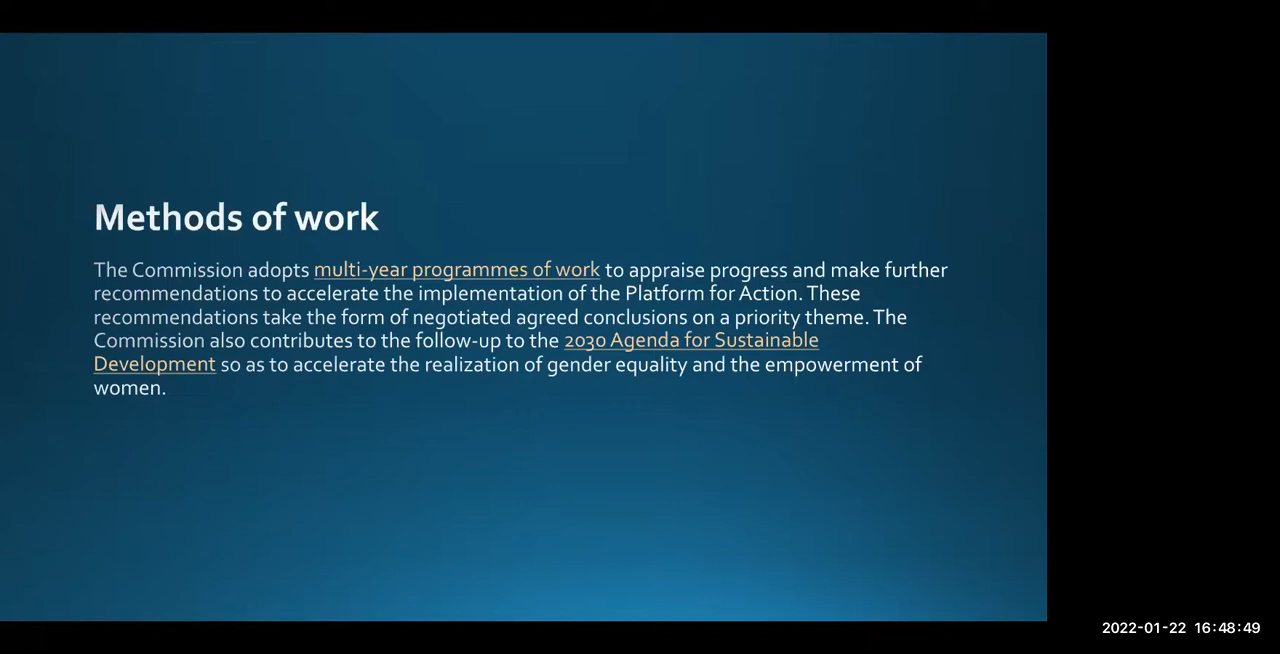 Methods of work
The Commission adopts multi-year programmes of work to appraise progress and make further
recommendations to accelerate the implementation of the Platform for Action. These
recommendations take the form of negotiated agreed conclusions on a priority theme. The
Commission also contributes to the follow-up to the 2030 Agenda for Sustainable
Development so as to accelerate the realization of gender equality and the empowerment of
women.
2022-01-22 16:48:49